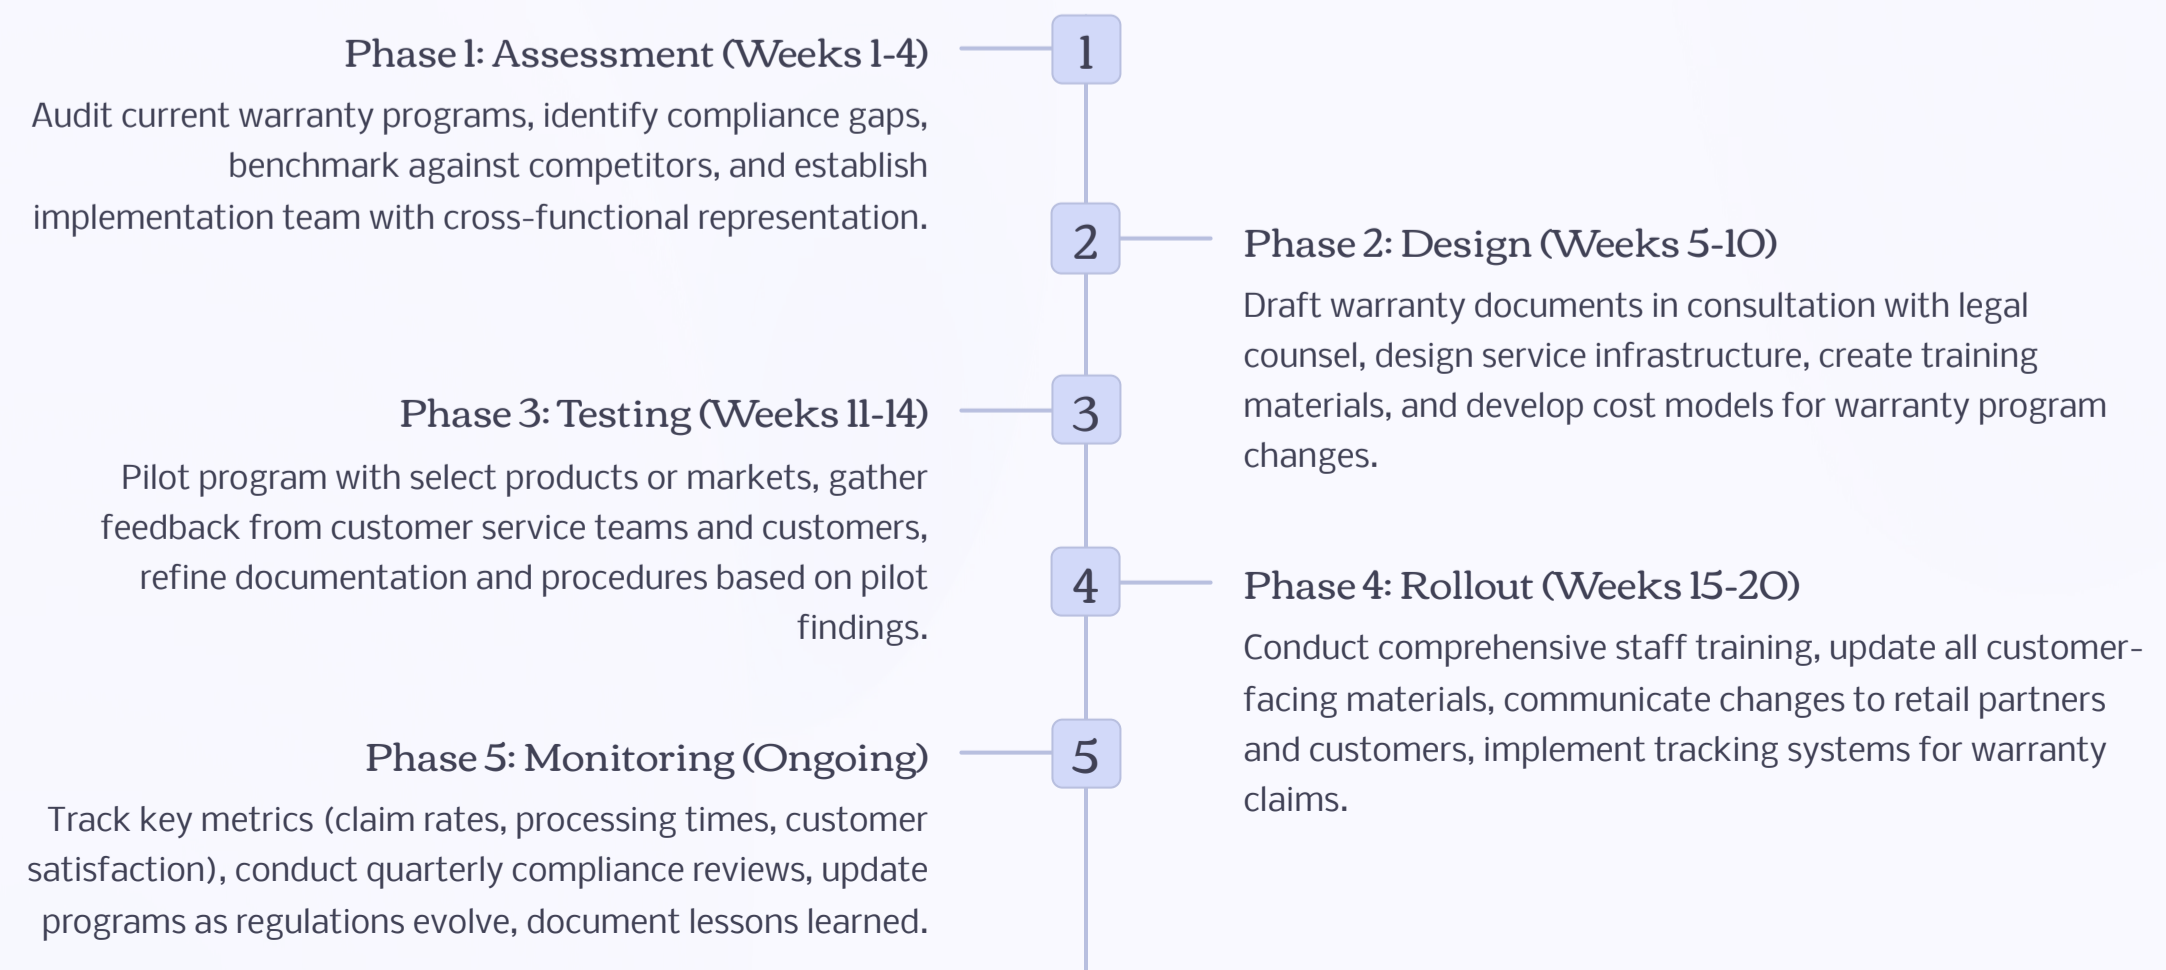 Phase 1: Assessment (Weeks 1-4)
1
Audit current warranty programs, identify compliance gaps,
benchmark against competitors, and establish
implementation team with cross-functional representation.
2
Phase 2: Design (Weeks 5-10)
Draft warranty documents in consultation with legal
counsel, design service infrastructure, create training
materials, and develop cost models for warranty program
changes.
Phase 3: Testing (Weeks 11-14)
3
Pilot program with select products or markets, gather
feedback from customer service teams and customers,
refine documentation and procedures based on pilot
findings.
4
Phase 4: Rollout (Weeks 15-20)
Conduct comprehensive staff training, update all customer-
facing materials, communicate changes to retail partners
and customers, implement tracking systems for warranty
claims.
Phase 5: Monitoring (Ongoing)
5
Track key metrics (claim rates, processing times, customer
satisfaction), conduct quarterly compliance reviews, update
programs as regulations evolve, document lessons learned.